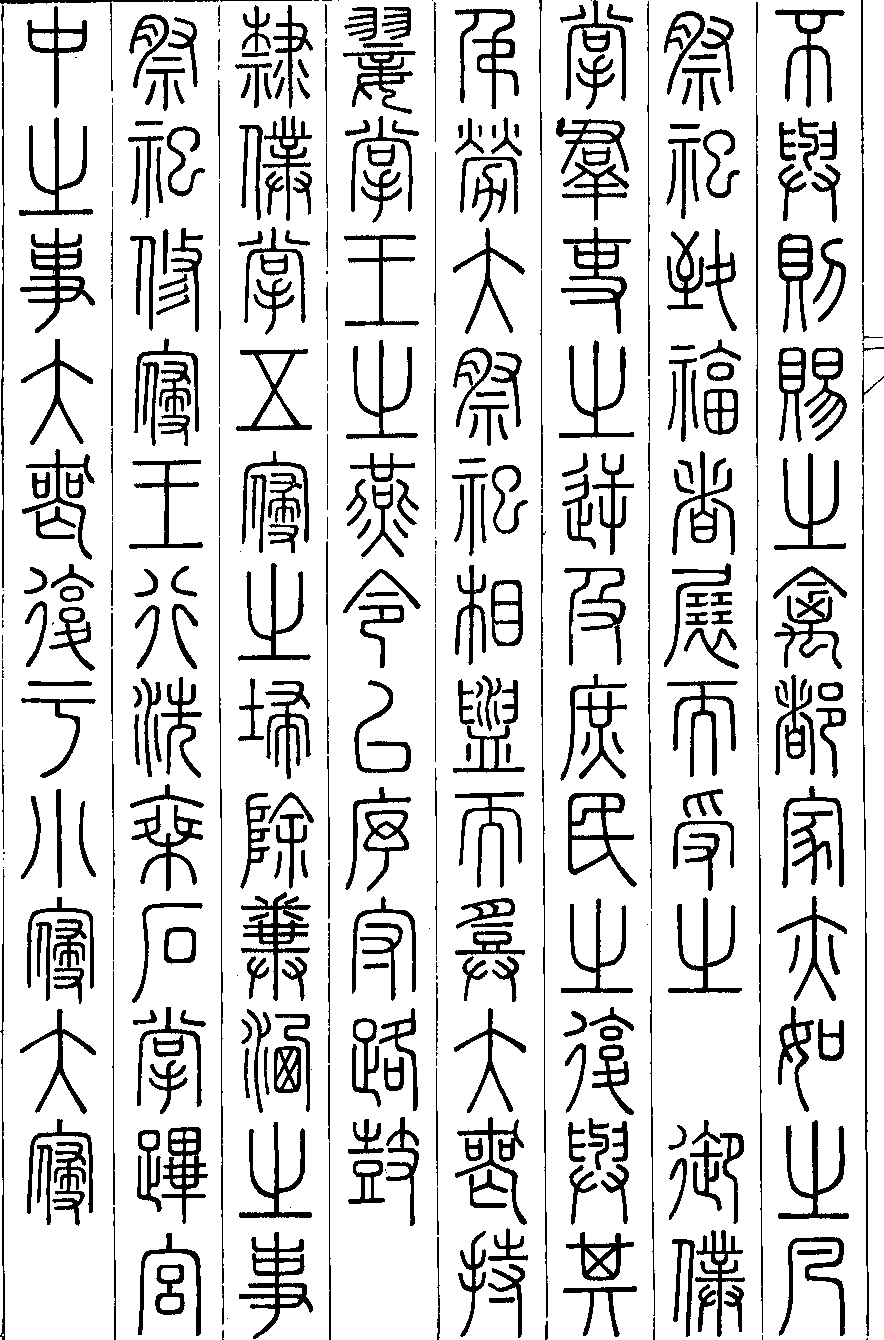 不與則賜之禽都家亦如之凡
祭祀致福者展而受之　御僕
掌羣吏之逆及庶民之復與其
弔勞大祭祀相盥而登大喪持
翣掌王之燕令以序守路鼓
隸僕掌五寢之埽除糞洒之事
祭祀修寢王行洗乘石掌蹕宮
中之事大喪復于小寢大寢